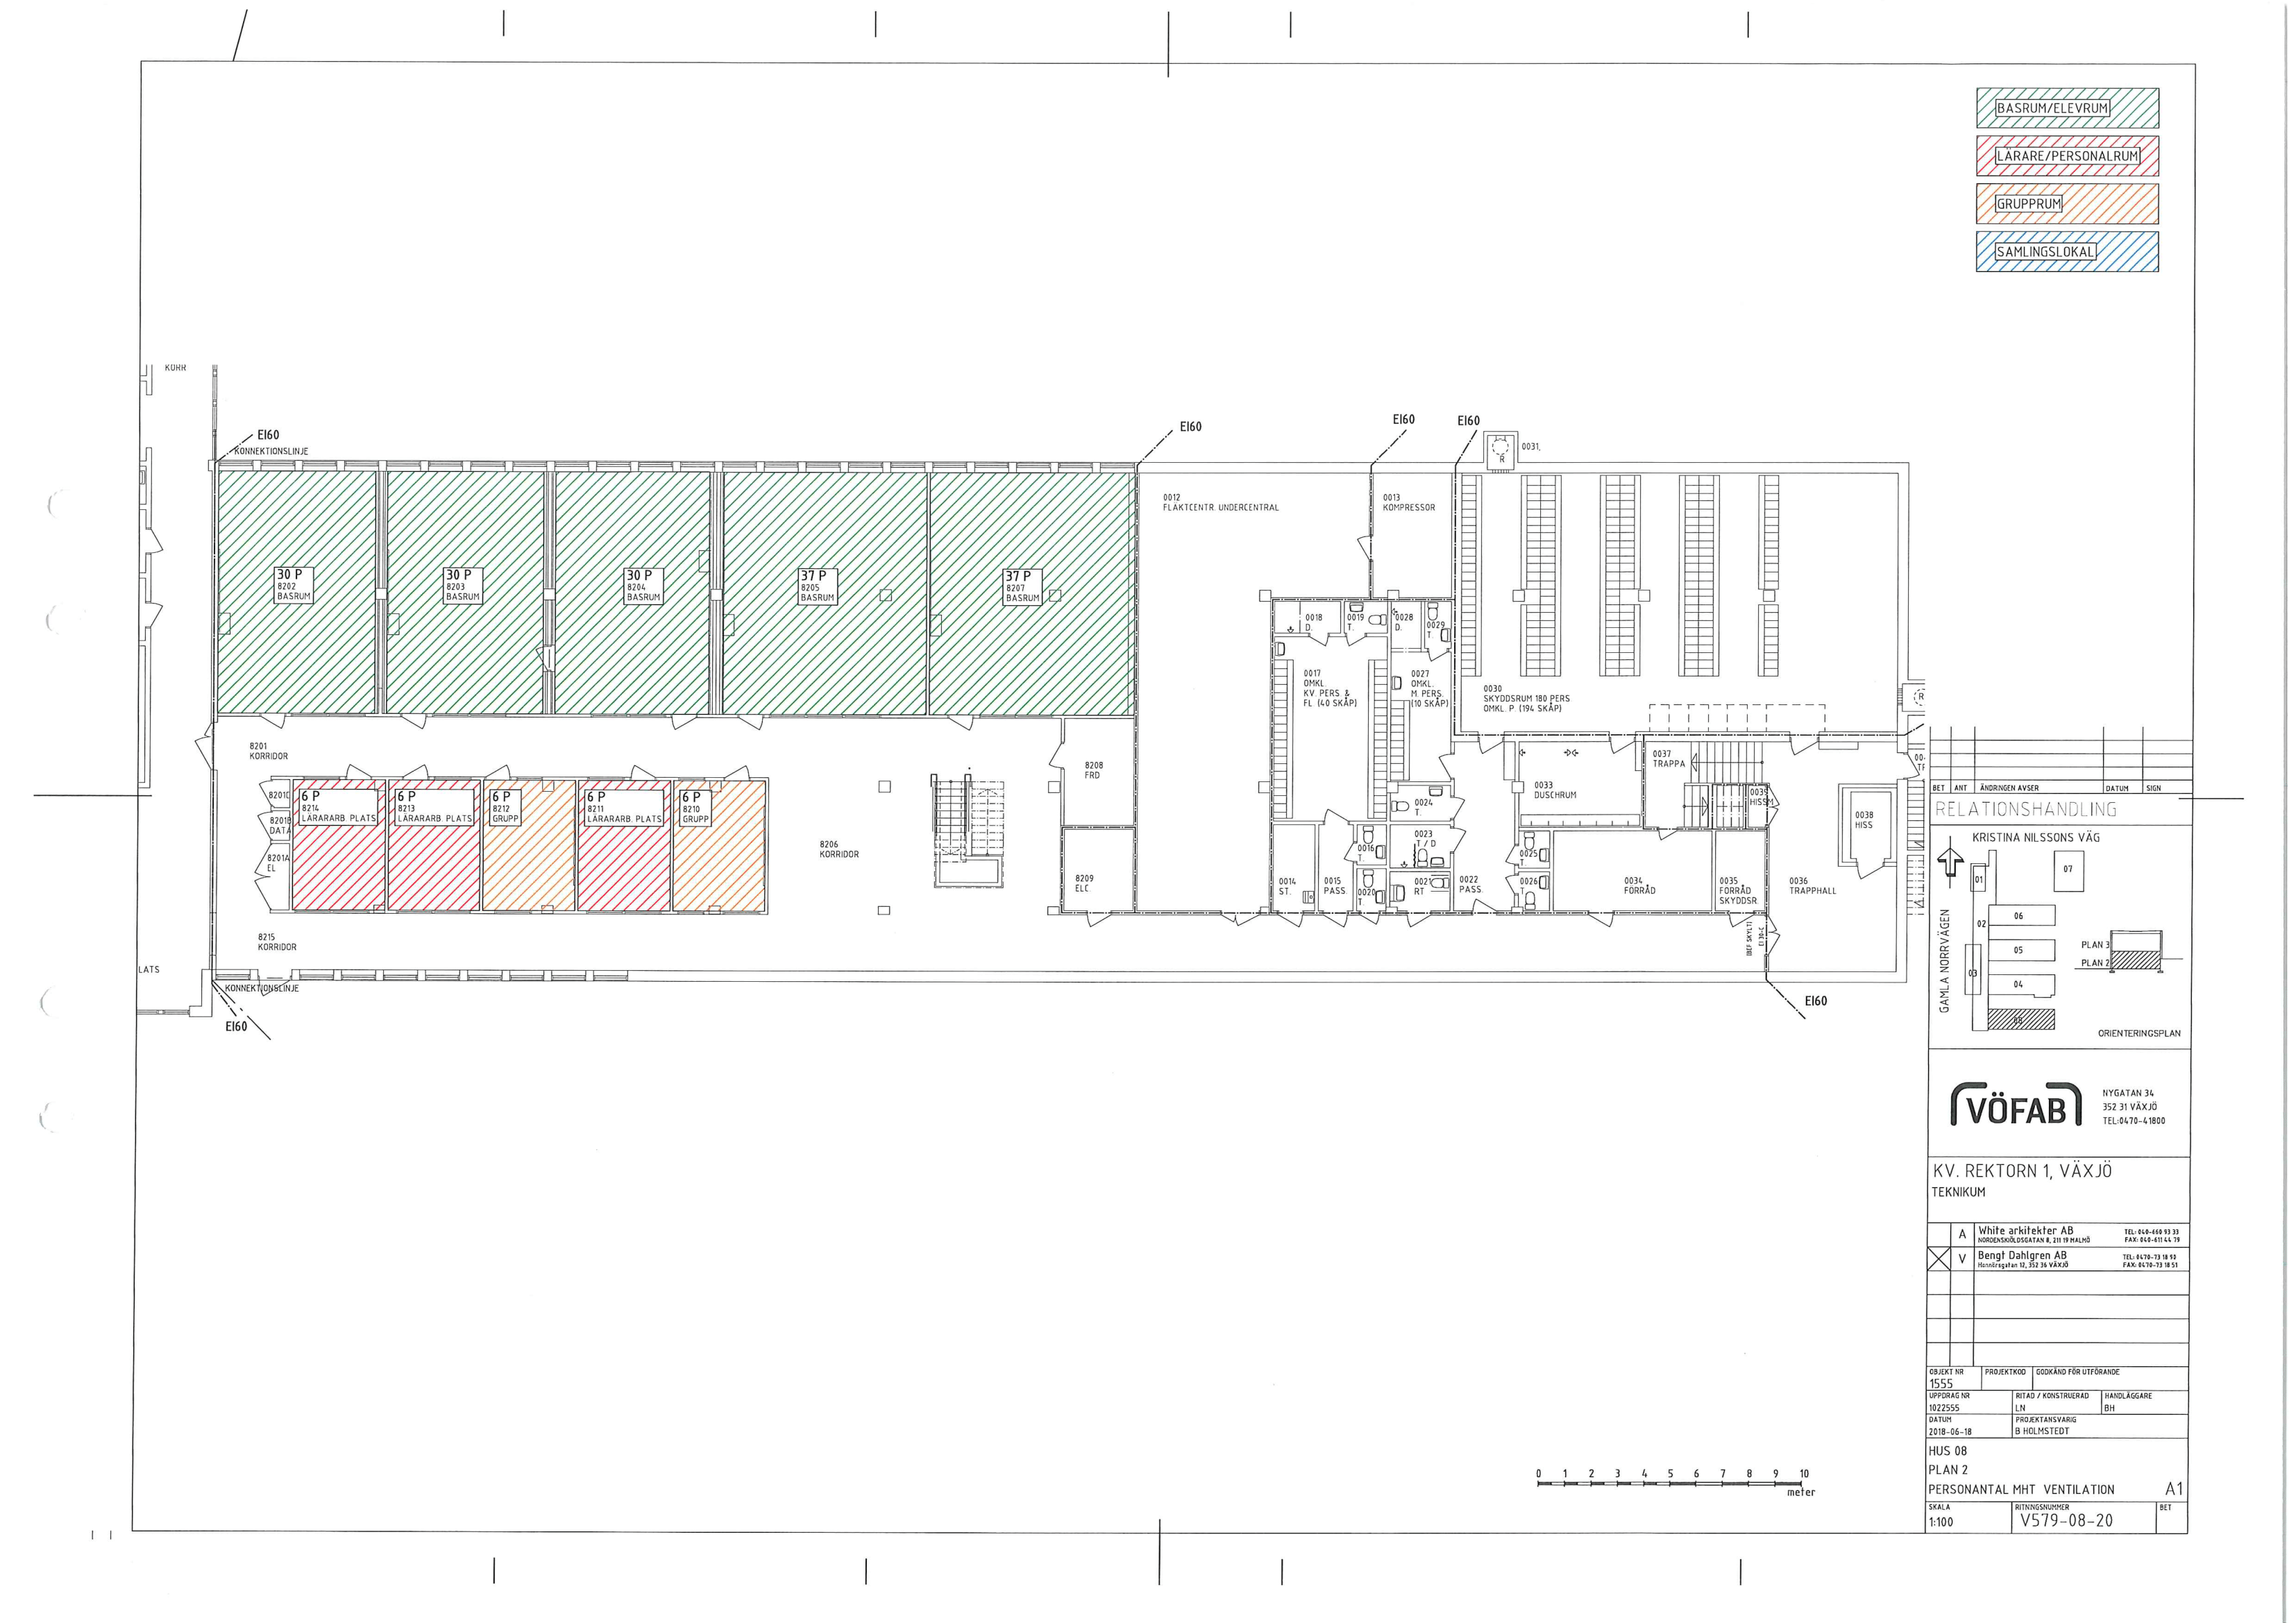 BASRUM/ELEVRUM
LÄRARE/PERSONALRUM
GRUPPRUM
SAMLINGSLOKAL
KORR
EI60
KONNEKTIONSLINJE
EI60
EI60
EI60
0031,
R
30 P
8202
BASRUM
30 P
8203
BASRUM
30 P
8204
BASRUM
37 P
8205
BASRUM
37 P
8207
BASRUM
0012
FLÄKTCENTR. UNDERCENTRAL
0013
KOMPRESSOR
0018
D.
0019
T.
0028
D.
0029
T.
0017
OMKL.
KV. PERS. &
FL. (40 SKÅP)
0027
OMKL.
M. PERS.
(10 SKÅP)
0030
SKYDDSRUM 180 PERS
OMKL. P. (194 SKÅP)
R
8201
KORRIDOR
8208
FRD
0037
TRAPPA
0033
DUSCHRUM
0039
HISSM
0038
HISS
8201C
8201B
DATA
8201A
EL
6 P
8214
LÄRARARB. PLATS
6 P
8213
LÄRARARB. PLATS
6 P
8212
GRUPP
6 P
8211
LÄRARARB. PLATS
6 P
8210
GRUPP
8206
KORRIDOR
8209
ELC.
0024
T.
0023
T / D
0016
T.
0025
T
0014
ST.
0015
PASS.
0020
T.
0021
RT
0022
PASS.
0026
T
0034
FÖRRÅD
0035
FÖRRÅD
SKYDDSR.
0036
TRAPPHALL
8215
KORRIDOR
LATS
KONNEKTIONSLINJE
EI60
EI 30-C
EI60
BET
ANT
ÄNDRINGEN AVSER
DATUM
SIGN
RELATIONSHANDLING
KRISTINA NILSSONS VÄG
GAMLA NORRVÄGEN
01
07
02
06
05
03
04
08
PLAN 3
PLAN 2
ORIENTERINGSPLAN
VÖFAB
NYGATAN 34
352 31 VÄXJÖ
TEL:0470-41800
KV. REKTORN 1, VÄXJÖ
TEKNIKUM
A
White arkitekter AB
NORDENSKIÖLDSGATAN 8, 211 19 MALMÖ
TEL: 040-660 93 33
FAX: 040-611 44 79
V
Bengt Dahlgren AB
Honnörsgatan 12, 352 36 VÄXJÖ
TEL: 0470-73 18 50
FAX: 0470-73 18 51
OBJEKT NR
1555
PROJEKTKOD
GODKÄND FÖR UTFÖRANDE
UPPDRAG NR
1022555
RITAD / KONSTRUERAD
LN
HANDLÄGGARE
BH
DATUM
2018-06-18
PROJEKTANSVARIG
B HOLMSTEDT
HUS 08
PLAN 2
PERSONANTAL MHT VENTILATION
A1
SKALA
1:100
RITNINGSNUMMER
V579-08-20
BET
0 1 2 3 4 5 6 7 8 9 10
meter